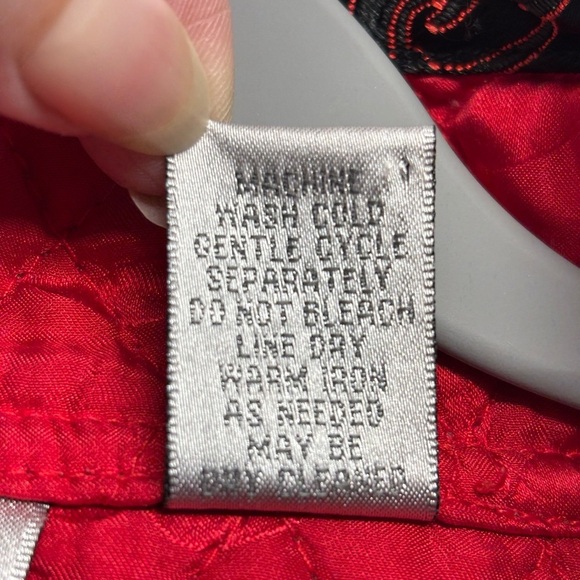 MACHINE
WASH COLD
GENTLE CYCLE
SEPARATELY
DO NOT BLEACH
LINE DRY
WARM IRON
AS NEEDED
MAY BE
DRY CLEANED